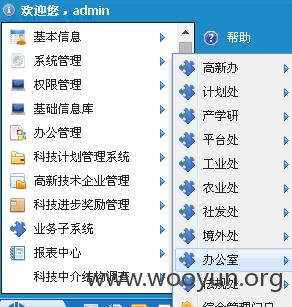 欢迎您，admin
基本信息
系统管理
权限管理
基础信息库
办公管理
科技计划管理系统
高新技术企业管理
科技进步奖励管理
业务子系统
报表中心
科技中介统计调查
帮助
高新办
计划处
产学研
平台处
工业处
农业处
社发处
境外处
办公室
法规处
综合管理门户
www.wooyun.org